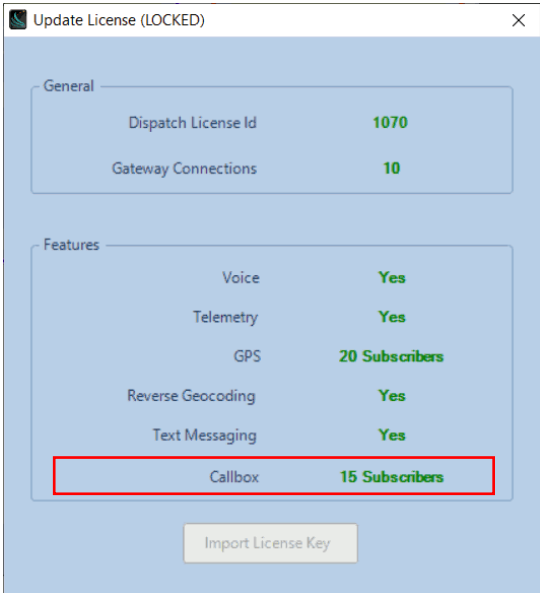 Update License (LOCKED)
General
Dispatch License Id 1070
Gateway Connections 10
Features
Voice Yes
Telemetry Yes
GPS 20 Subscribers
Reverse Geocoding Yes
Text Messaging Yes
Callbox 15 Subscribers
Import License Key